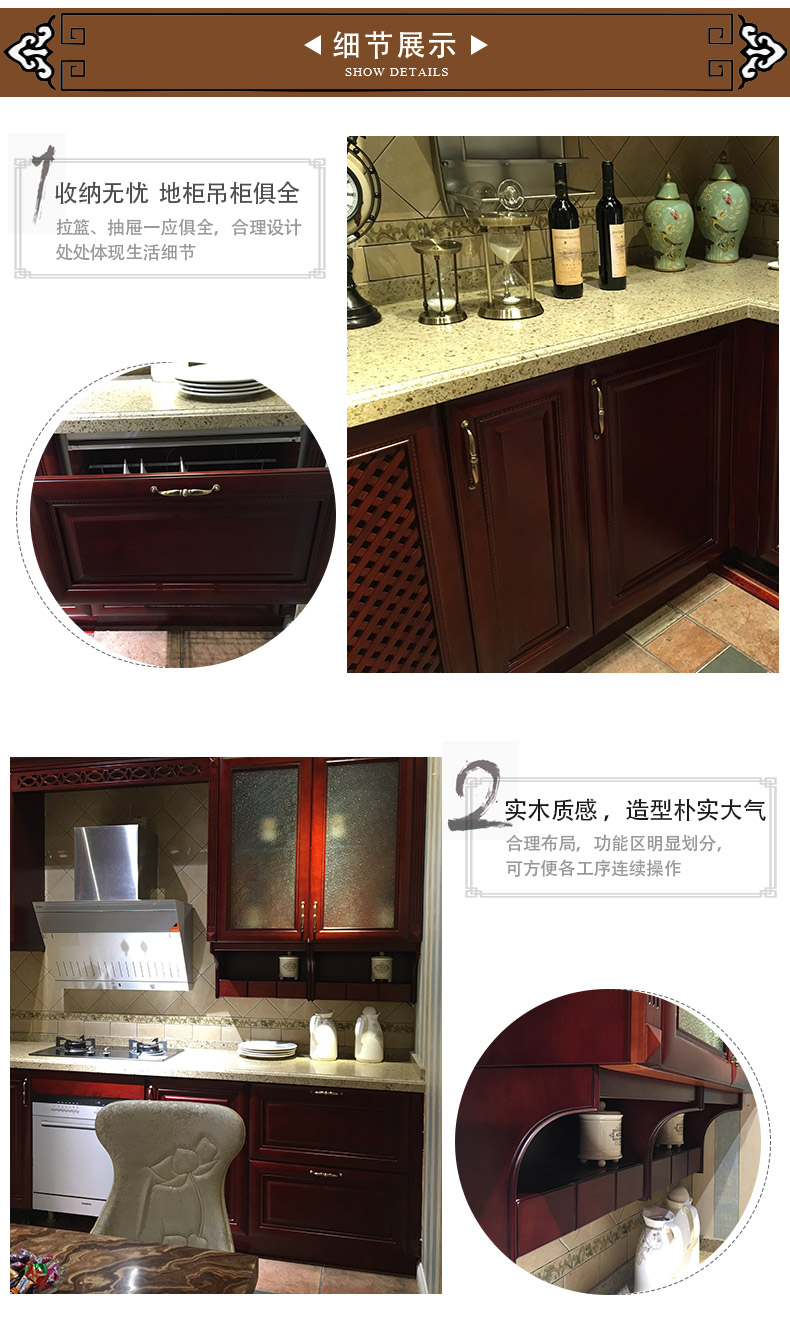 细节展示
SHOW DETAILS
1
收纳无忧 地柜吊柜俱全
拉篮、抽屉一应俱全，合理设计
处处体现生活细节
2
实木质感，造型朴实大气
合理布局，功能区明显划分，
可方便各工序连续操作